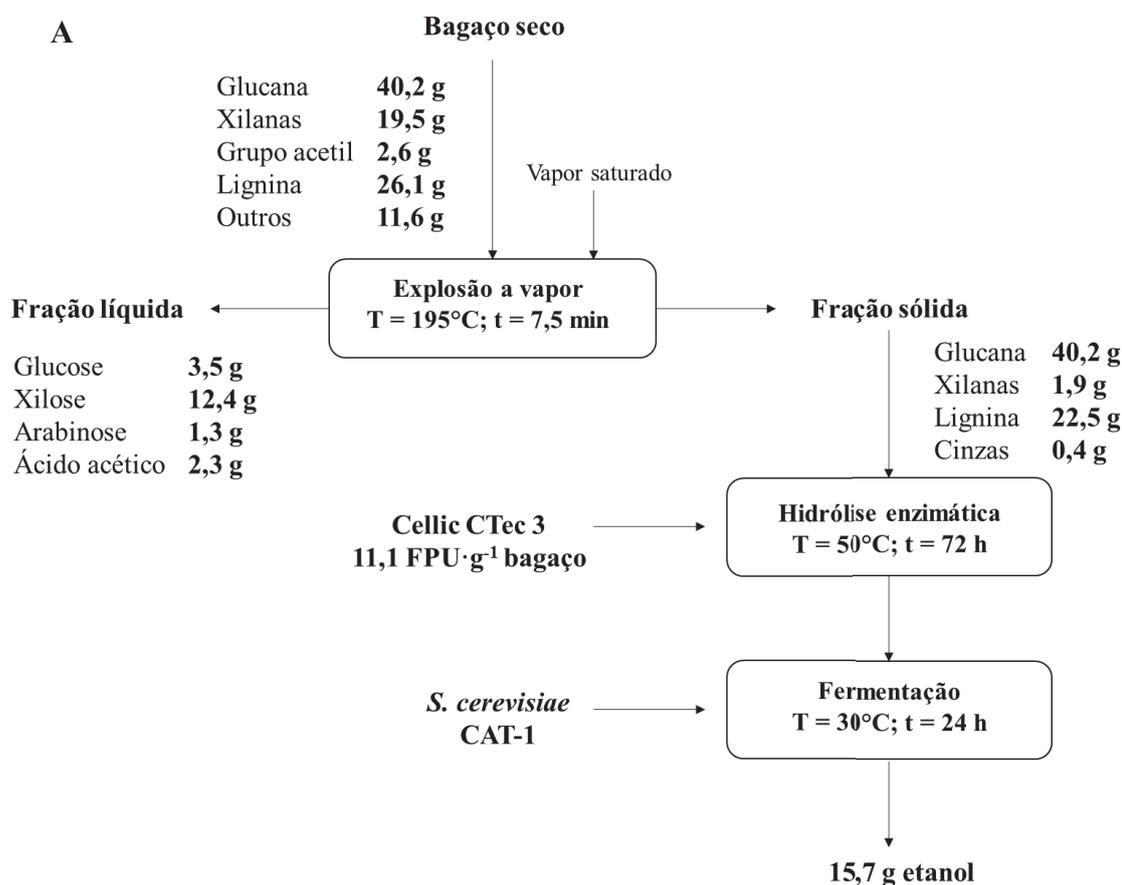 A
Bagaço seco
Glucana 40,2 g
Xilanas 19,5 g
Grupo acetil 2,6 g
Lignina 26,1 g
Outros 11,6 g
Vapor saturado
Explosão a vapor
T = 195°C; t = 7,5 min
Fração líquida
Glucose 3,5 g
Xilose 12,4 g
Arabinose 1,3 g
Ácido acético 2,3 g
Fração sólida
Glucana 40,2 g
Xilanas 1,9 g
Lignina 22,5 g
Cinzas 0,4 g
Cellic CTec 3
11,1 FPU·g⁻¹ bagaço
Hidrólise enzimática
T = 50°C; t = 72 h
S. cerevisiae
CAT-1
Fermentação
T = 30°C; t = 24 h
15,7 g etanol